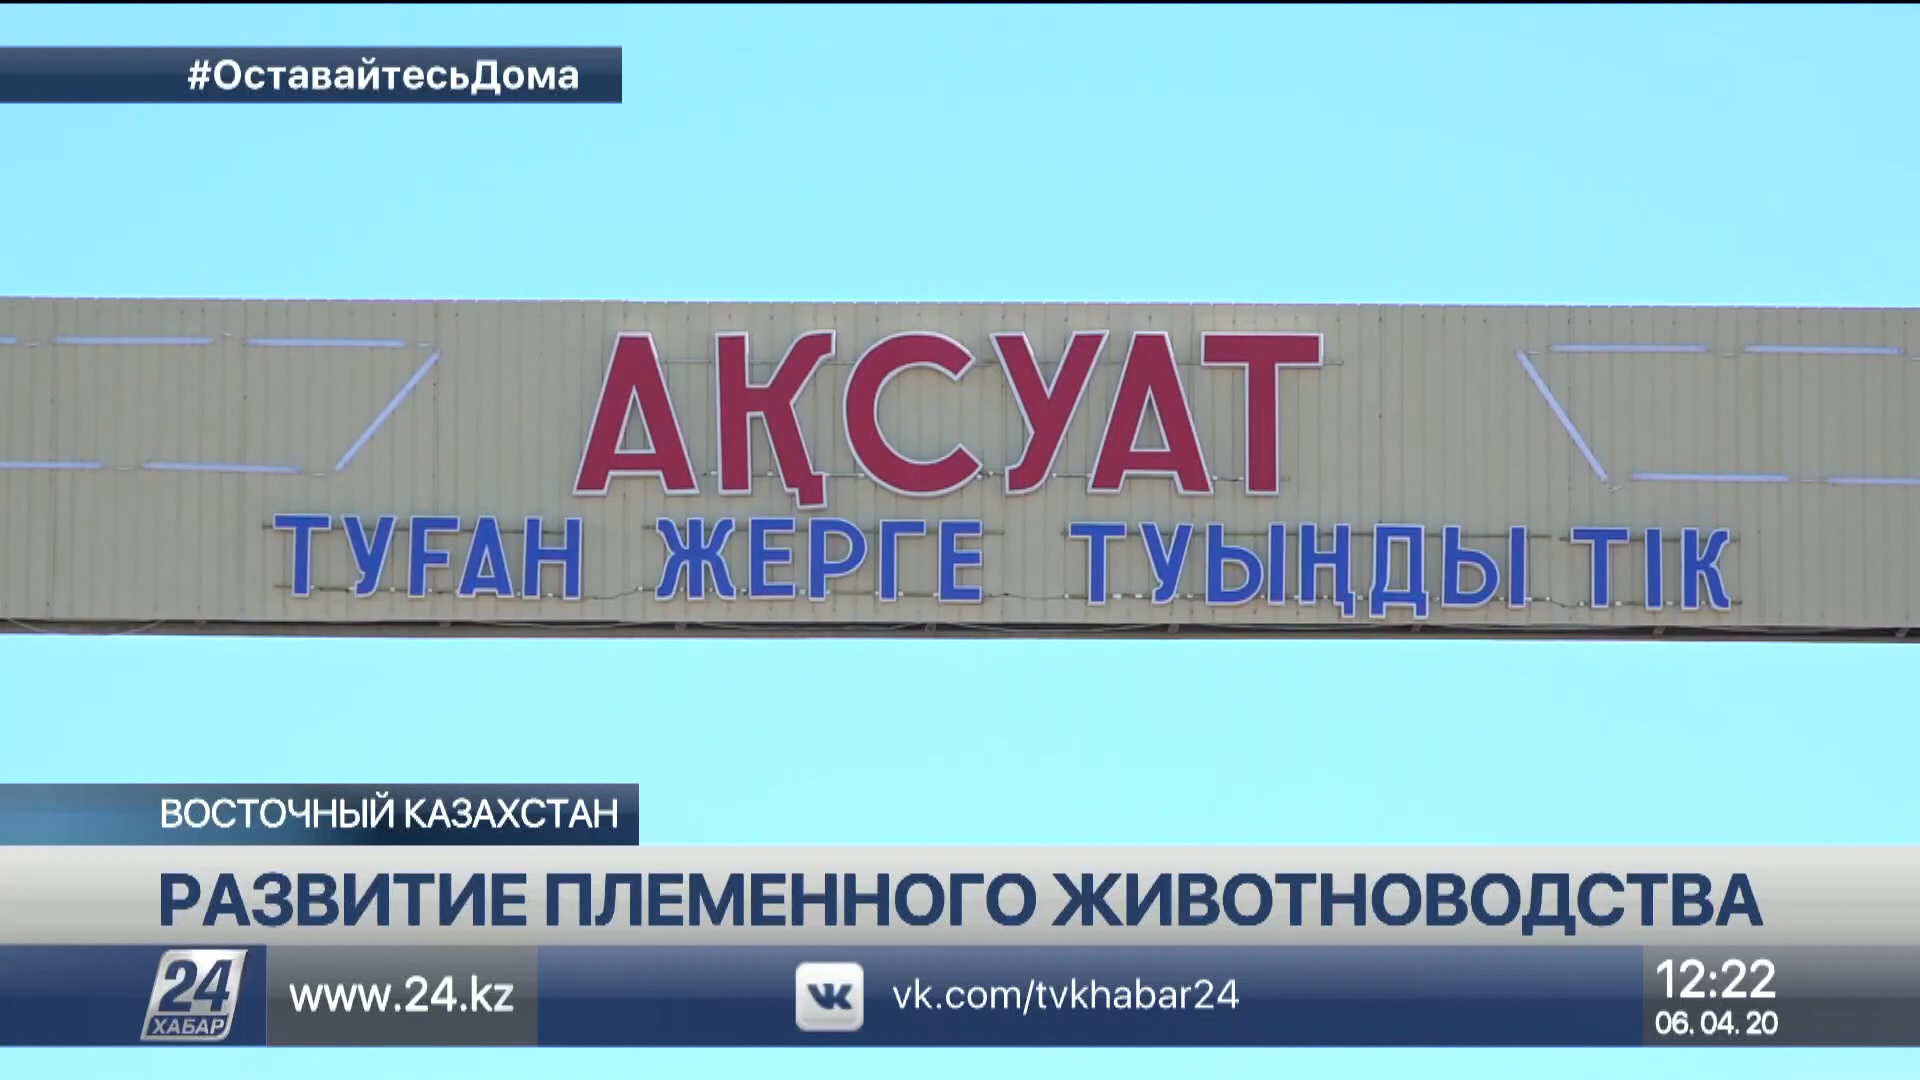 #ОставайтесьДома
АҚСУАТ
ТУҒАН ЖЕРГЕ ТУЫҢДЫ ТІК
ВОСТОЧНЫЙ КАЗАХСТАН
РАЗВИТИЕ ПЛЕМЕННОГО ЖИВОТНОВОДСТВА
24 ХАБАР
www.24.kz
vk.com/tvkhabar24
12:22
06. 04. 20